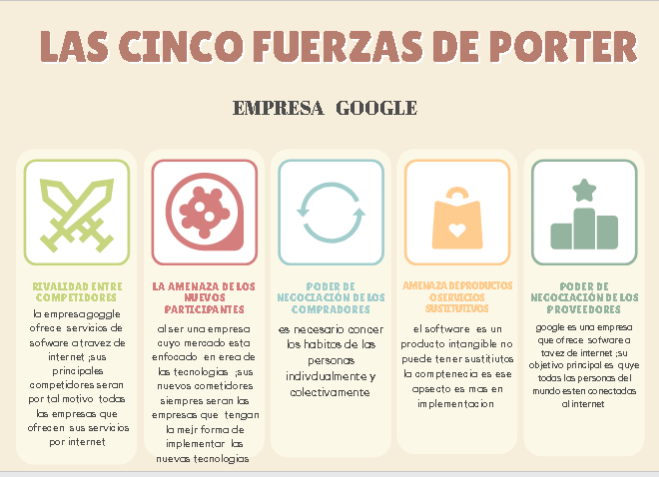 LAS CINCO FUERZAS DE PORTER
EMPRESA GOOGLE
RIVALIDAD ENTRE
COMPETIDORES
la empresa goggle
ofrece servicios de
sofware a travez de
internet ;sus
principales
competidores seran
por tal motivo todas
las empresas que
ofrecen sus servicios
por internet
LA AMENAZA DE LOS
NUEVOS
PARTICIPANTES
al ser una empresa
cuyo mercado esta
enfocado en erea de
las tecnologias ;sus
nuevos cometidores
siempres seran las
empresas que tengan
la mejr forma de
implementar las
nuevas tecnologias
PODER DE
NEGOCIACIÓN DE LOS
COMPRADORES
es necesario concer
los habitos de las
personas
indivdualmente y
colectivamente
AMENAZA DE PRODUCTOS
O SERVICIOS
SUSTITUTIVOS
el software es un
producto intangible no
puede tener sustitiutos
la comptenecia es ese
apsecto es mas en
implementacion
PODER DE
NEGOCIACIÓN DE LOS
PROVEEDORES
google es una empresa
que ofrece sofware a
tavez de internet ;su
objetivo principal es quye
todas las personas del
mundo esten conectadas
al internet